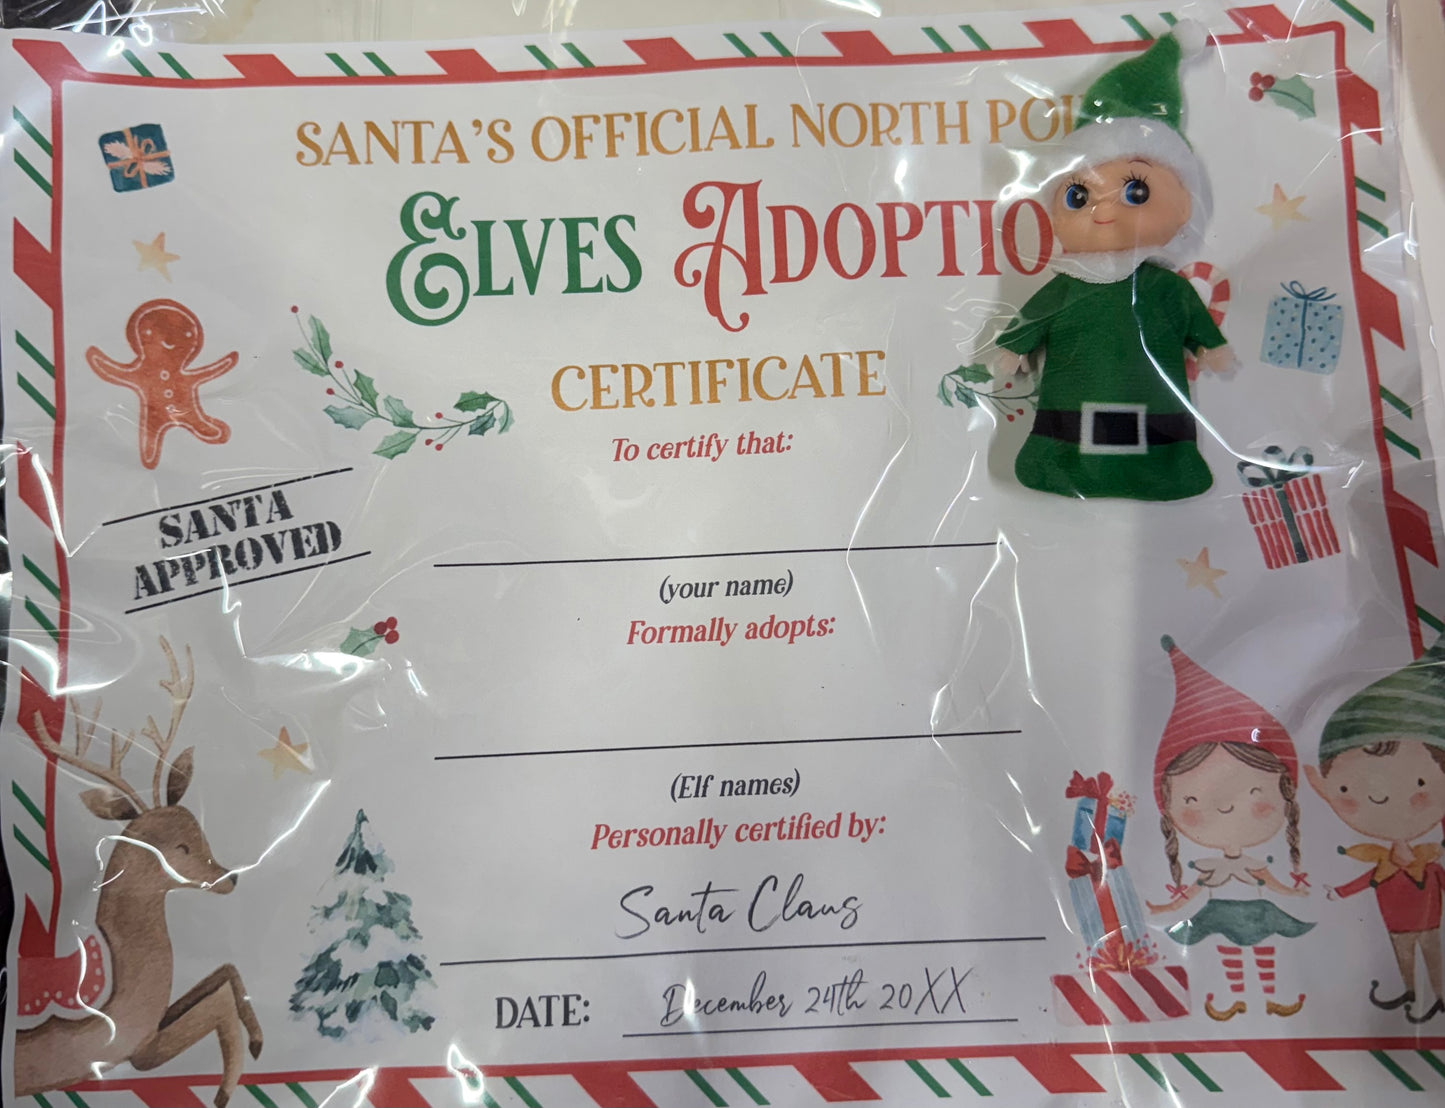 SANTA'S OFFICIAL NORTH
ELVES ADOPTIO
CERTIFICATE
To certify that:
SANTA
APPROVED
(your name)
Formally adopts:
(Elf names)
Personally certified by:
Santa Claus
DATE: December 24th 20XX